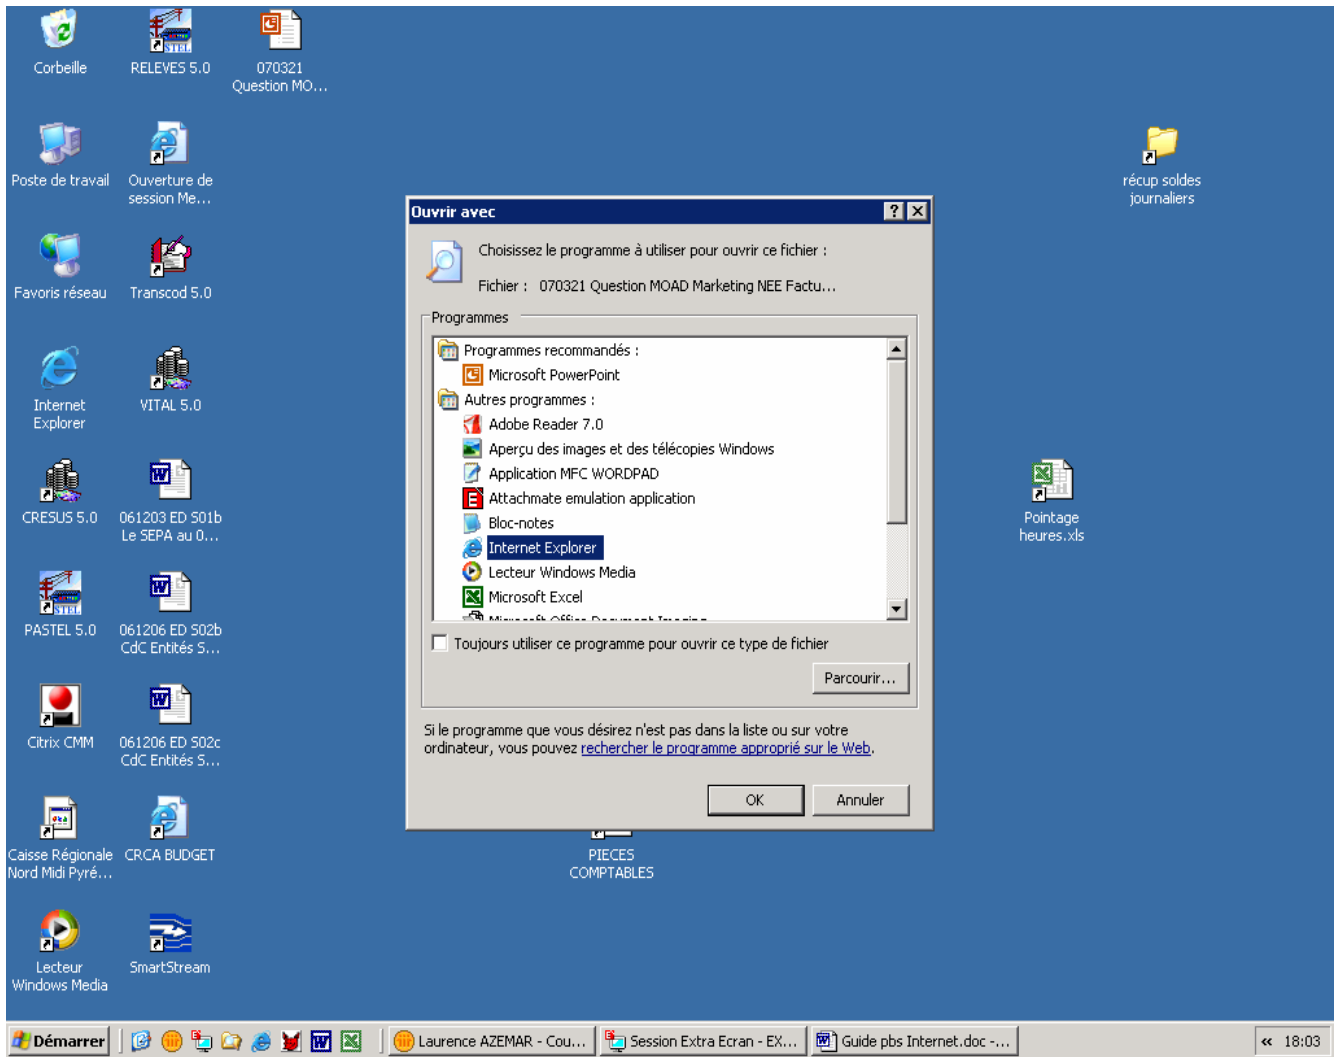 Corbeille
RELEVES 5.0
070321
Question MO...
Poste de travail
Ouverture de
session Me...
récup soldes
journaliers
Favoris réseau
Transcod 5.0
Internet
Explorer
VITAL 5.0
CRESUS 5.0
061203 ED S01b
Le SEPA au 0...
Pointage
heures.xls
PASTEL 5.0
061206 ED S02b
CdC Entités S...
Citrix CMM
061206 ED S02c
CdC Entités S...
Caisse Régionale
Nord Midi Pyré...
CRCA BUDGET
PIECES
COMPTABLES
Lecteur
Windows Media
SmartStream
Ouvrir avec
Choisissez le programme à utiliser pour ouvrir ce fichier :
Fichier : 070321 Question MOAD Marketing NEE Factu...
Programmes
Programmes recommandés :
Microsoft PowerPoint
Autres programmes :
Adobe Reader 7.0
Aperçu des images et des télécopies Windows
Application MFC WORDPAD
Attachmate emulation application
Bloc-notes
Internet Explorer
Lecteur Windows Media
Microsoft Excel
Microsoft Office Document Imaging
Toujours utiliser ce programme pour ouvrir ce type de fichier
Parcourir...
Si le programme que vous désirez n'est pas dans la liste ou sur votre
ordinateur, vous pouvez rechercher le programme approprié sur le Web.
OK
Annuler
Démarrer
Laurence AZEMAR - Cou...
Session Extra Ecran - EX...
Guide pbs Internet.doc -...
« 18:03